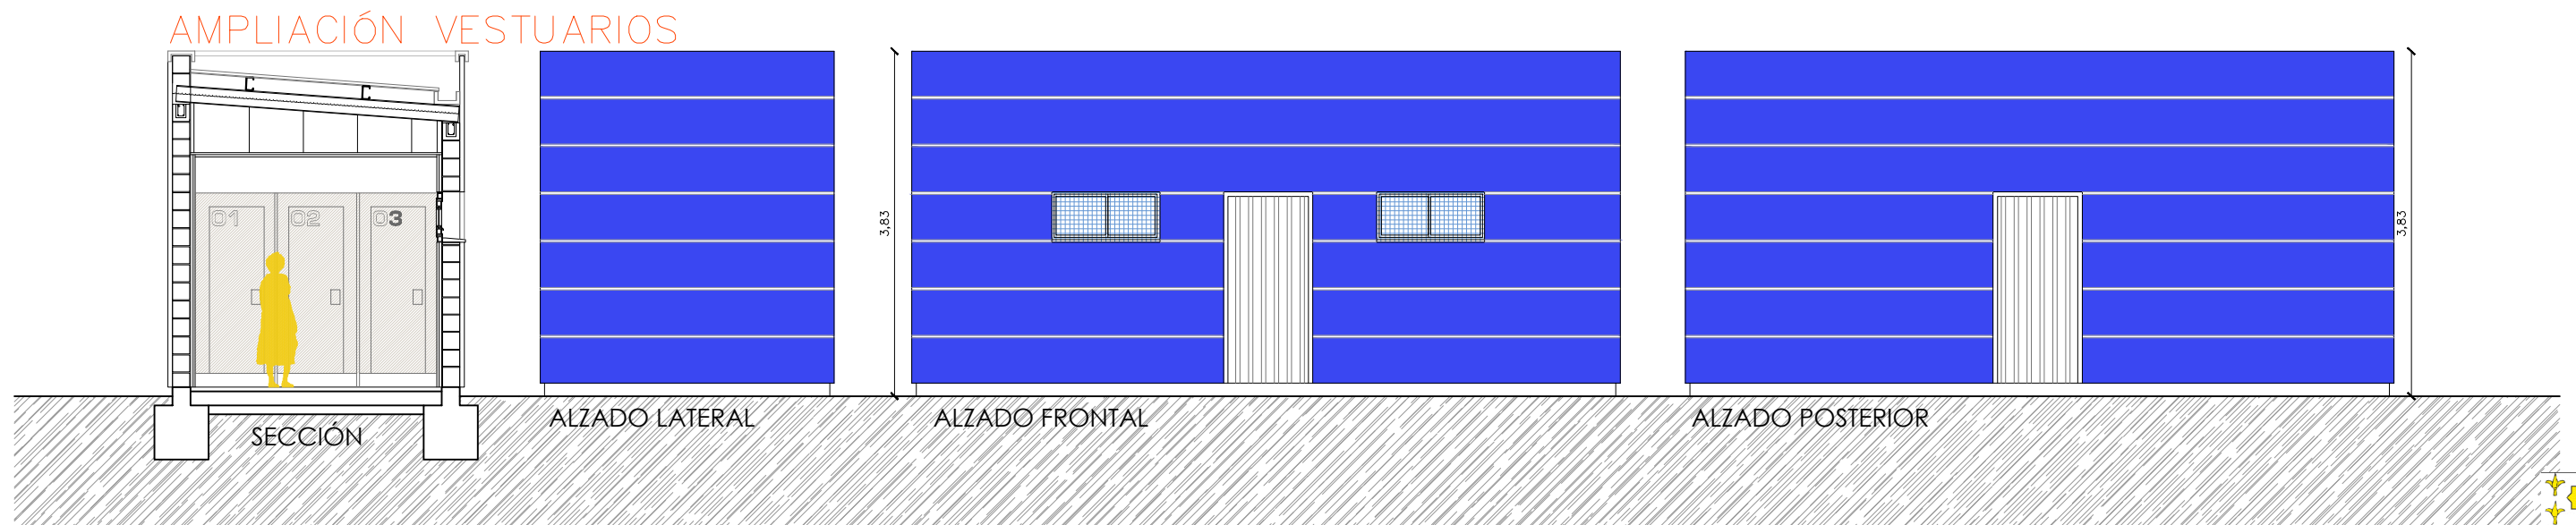 AMPLIACIÓN VESTUARIOS
01 02 03
3,83
3,83
SECCIÓN
ALZADO LATERAL
ALZADO FRONTAL
ALZADO POSTERIOR